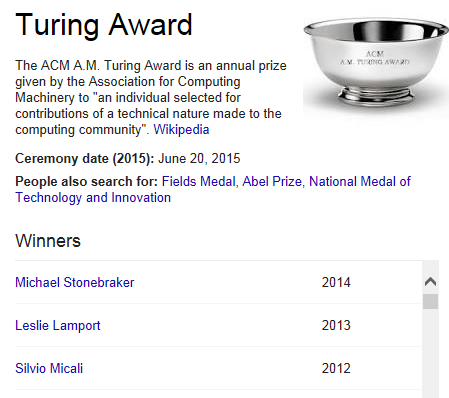 Turing Award
ACM
A.M. TURING AWARD
The ACM A.M. Turing Award is an annual prize
given by the Association for Computing
Machinery to "an individual selected for
contributions of a technical nature made to the
computing community". Wikipedia
Ceremony date (2015): June 20, 2015
People also search for: Fields Medal, Abel Prize, National Medal of
Technology and Innovation
Winners
Michael Stonebraker 2014
Leslie Lamport 2013
Silvio Micali 2012